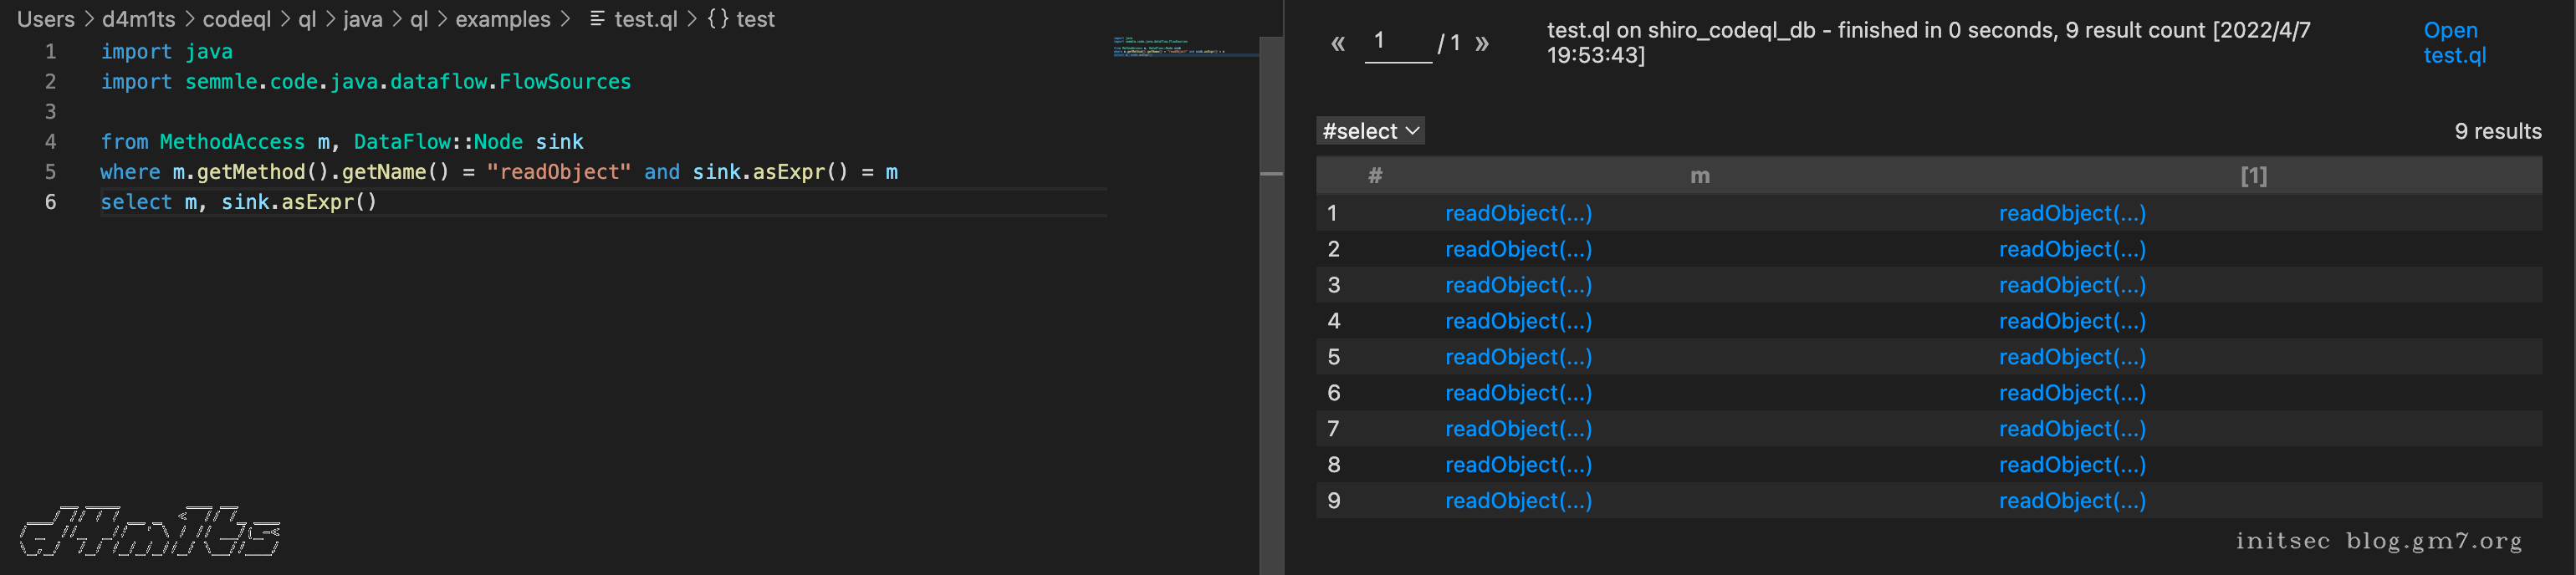 Users > d4m1ts > codeql > ql > java > ql > examples > test.ql > {} test
1 import java
2 import semmle.code.java.dataflow.FlowSources
3
4 from MethodAccess m, DataFlow::Node sink
5 where m.getMethod().getName() = "readObject" and sink.asExpr() = m
6 select m, sink.asExpr()
d4m1ts
« 1 / 1 »
test.ql on shiro_codeql_db - finished in 0 seconds, 9 result count [2022/4/7
19:53:43]
Open
test.ql
#select
9 results
# m [1]
1 readObject(...) readObject(...)
2 readObject(...) readObject(...)
3 readObject(...) readObject(...)
4 readObject(...) readObject(...)
5 readObject(...) readObject(...)
6 readObject(...) readObject(...)
7 readObject(...) readObject(...)
8 readObject(...) readObject(...)
9 readObject(...) readObject(...)
initsec blog.gm7.org